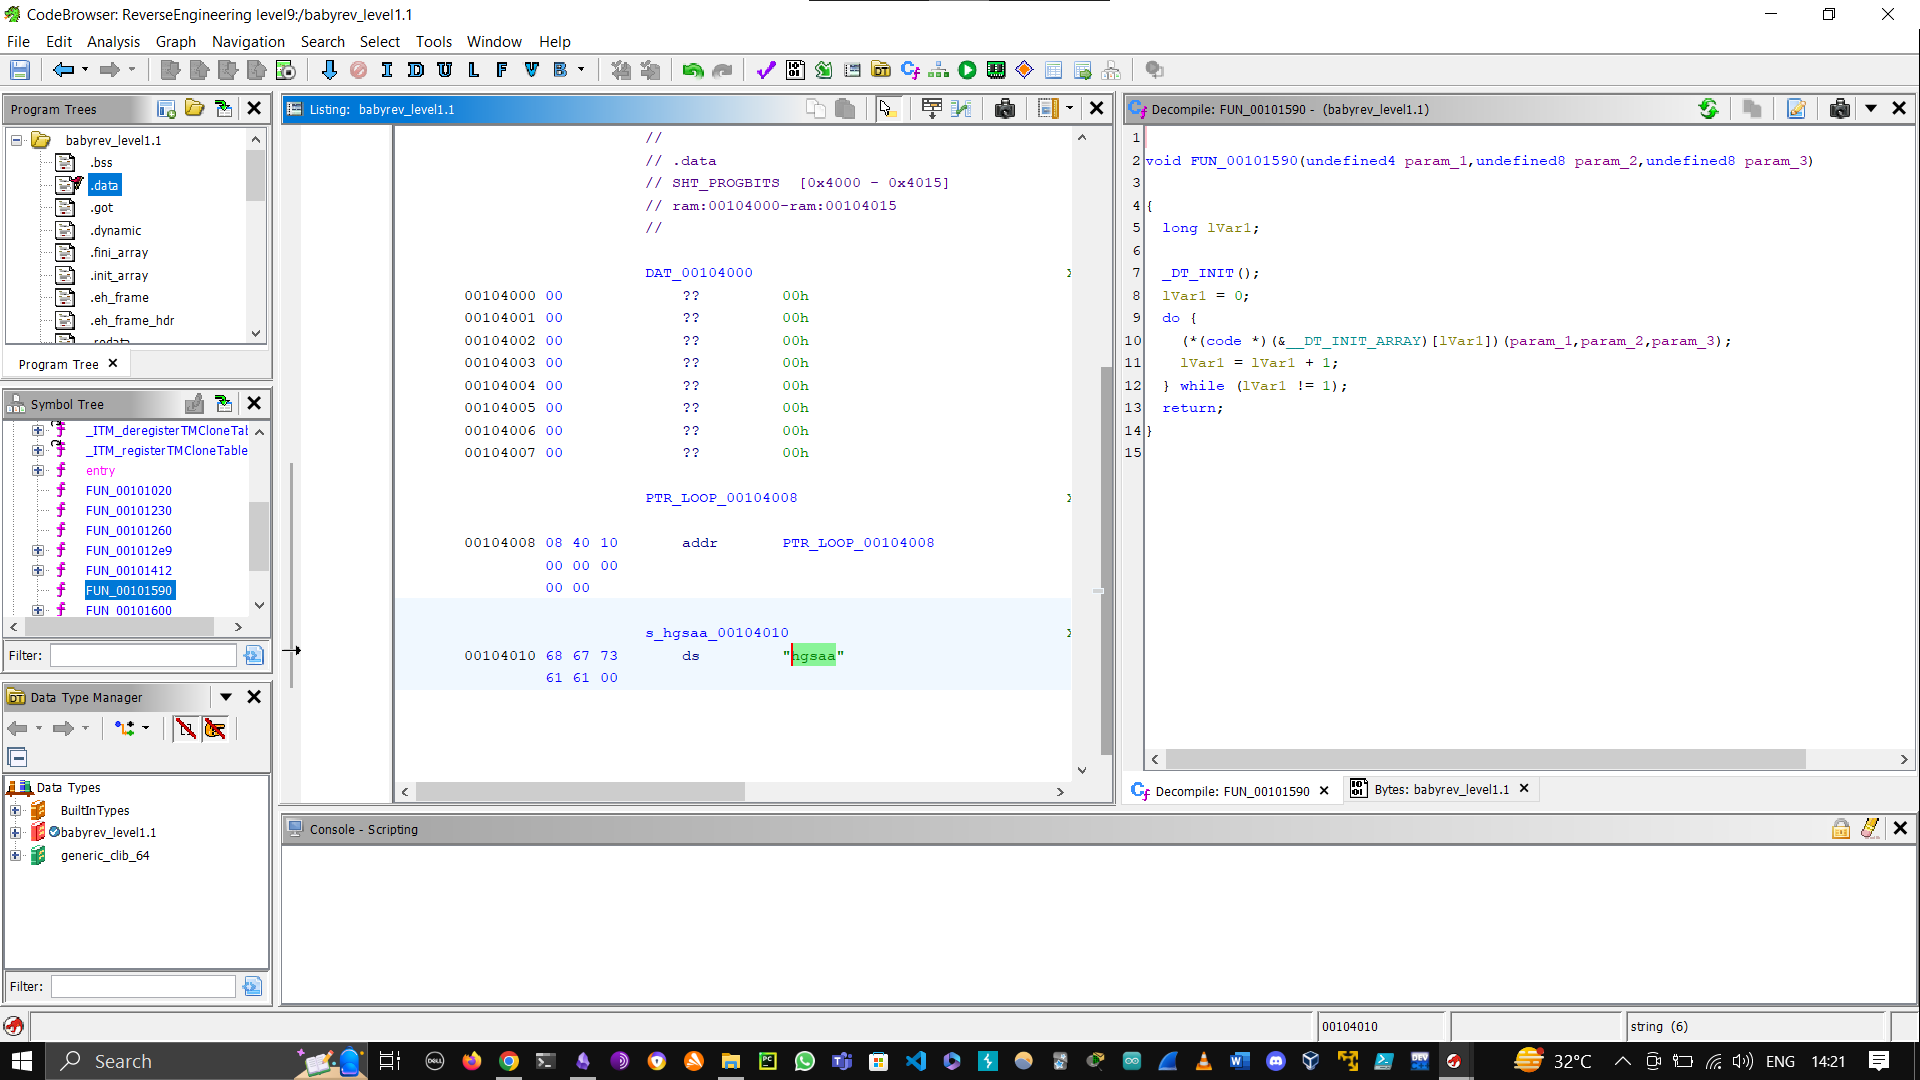 CodeBrowser: ReverseEngineering level9:/babyrev_level1.1
File Edit Analysis Graph Navigation Search Select Tools Window Help
I D U L F V B
Program Trees
babyrev_level1.1
.bss
.data
.got
.dynamic
.fini_array
.init_array
.eh_frame
.eh_frame_hdr
.rodata
Program Tree
Symbol Tree
_ITM_deregisterTMCloneTab
_ITM_registerTMCloneTable
entry
FUN_00101020
FUN_00101230
FUN_00101260
FUN_001012e9
FUN_00101412
FUN_00101590
FUN_00101600
Filter:
Data Type Manager
Data Types
BuiltInTypes
babyrev_level1.1
generic_clib_64
Filter:
Listing: babyrev_level1.1
//
// .data
// SHT_PROGBITS [0x4000 - 0x4015]
// ram:00104000-ram:00104015
//
DAT_00104000
00104000 00 ?? 00h
00104001 00 ?? 00h
00104002 00 ?? 00h
00104003 00 ?? 00h
00104004 00 ?? 00h
00104005 00 ?? 00h
00104006 00 ?? 00h
00104007 00 ?? 00h
PTR_LOOP_00104008
00104008 08 40 10 addr PTR_LOOP_00104008
00 00 00
00 00
s_hgsaa_00104010
00104010 68 67 73 ds "hgsaa"
61 61 00
Decompile: FUN_00101590 - (babyrev_level1.1)
1
2 void FUN_00101590(undefined4 param_1,undefined8 param_2,undefined8 param_3)
3
4 {
5 long lVar1;
6
7 _DT_INIT();
8 lVar1 = 0;
9 do {
10 (*(code *)(&__DT_INIT_ARRAY)[lVar1])(param_1,param_2,param_3);
11 lVar1 = lVar1 + 1;
12 } while (lVar1 != 1);
13 return;
14 }
15
Decompile: FUN_00101590
Bytes: babyrev_level1.1
Console - Scripting
00104010
string (6)
Search
32°C
ENG
14:21